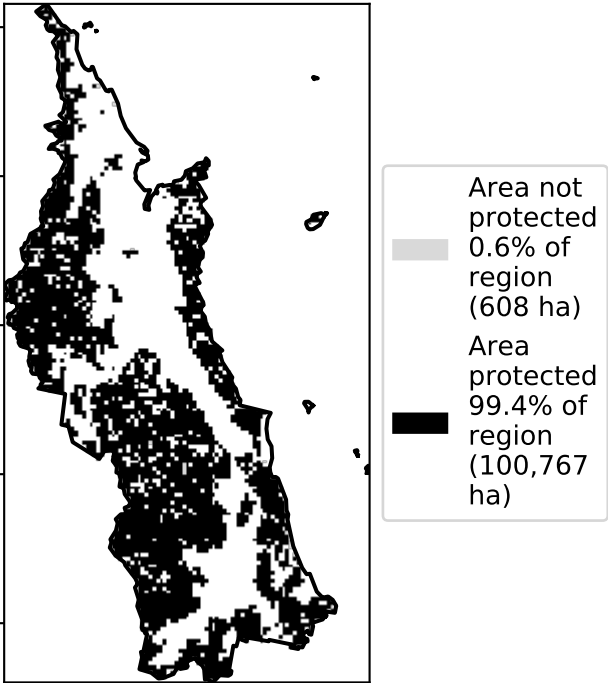 Area not
protected
0.6% of
region
(608 ha)
Area
protected
99.4% of
region
(100,767
ha)